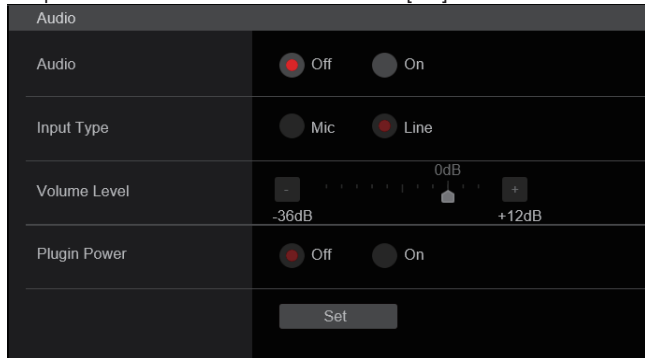 Audio
Audio Off On
Input Type Mic Line
0dB
Volume Level - +
-36dB +12dB
Plugin Power Off On
Set